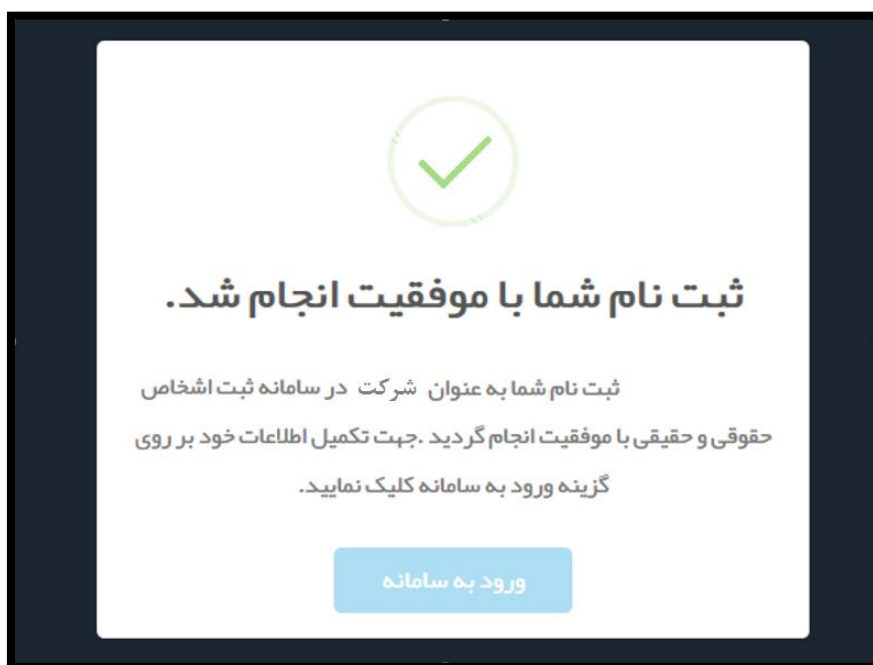 ثبت نام شما با موفقیت انجام شد.
ثبت نام شما به عنوان شرکت در سامانه ثبت اشخاص
حقوقی و حقیقی با موفقیت انجام گردید .جهت تکمیل اطلاعات خود بر روی
گزینه ورود به سامانه کلیک نمایید.
ورود به سامانه